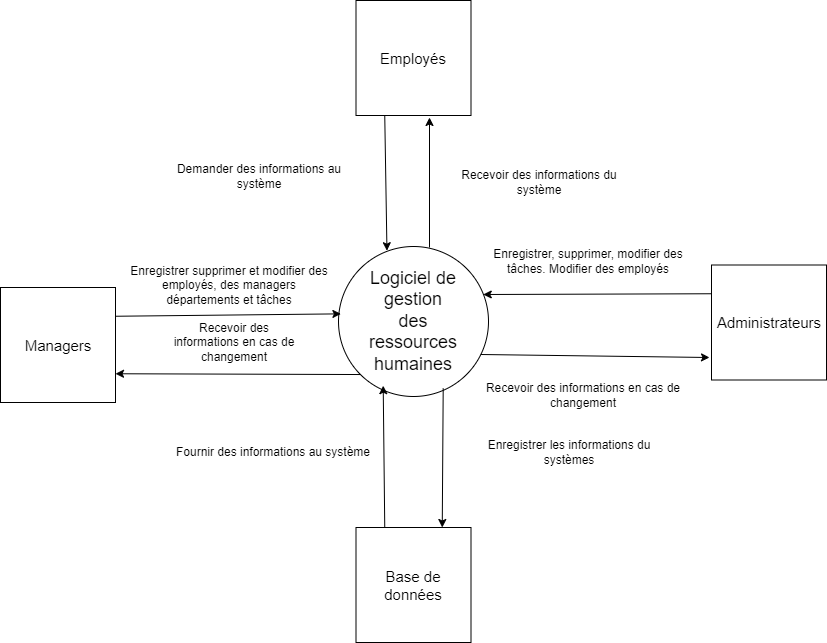 Employés
Demander des informations au
système
Recevoir des informations du
système
Enregistrer supprimer et modifier des
employés, des managers
départements et tâches
Logiciel de
gestion
des
ressources
humaines
Enregistrer, supprimer, modifier des
tâches. Modifier des employés
Managers
Administrateurs
Recevoir des
informations en cas de
changement
Recevoir des informations en cas de
changement
Fournir des informations au système
Enregistrer les informations du
systèmes
Base de
données